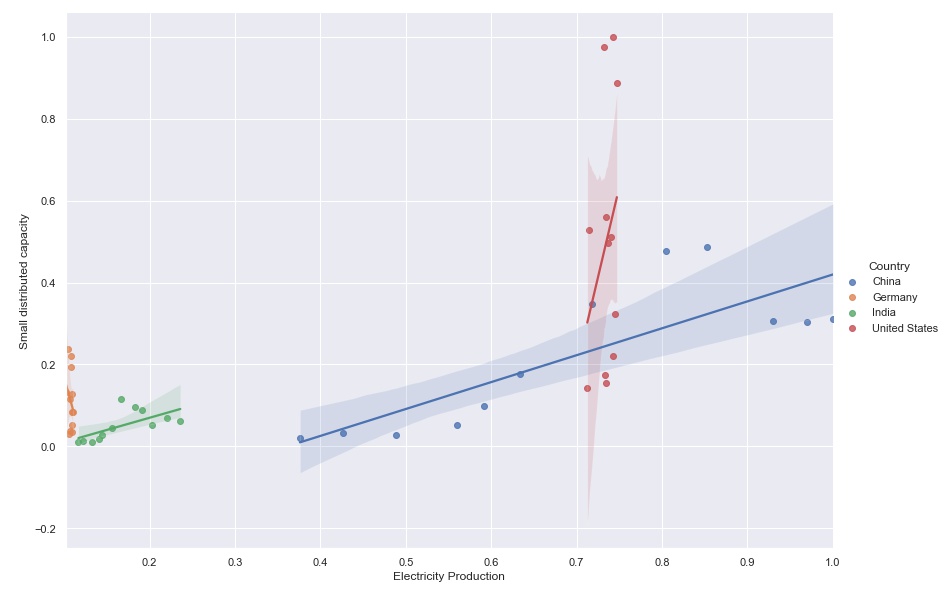 1.0
0.8
0.6
0.4
0.2
0.0
−0.2
Small distributed capacity
0.2 0.3 0.4 0.5 0.6 0.7 0.8 0.9 1.0
Electricity Production
Country
China
Germany
India
United States